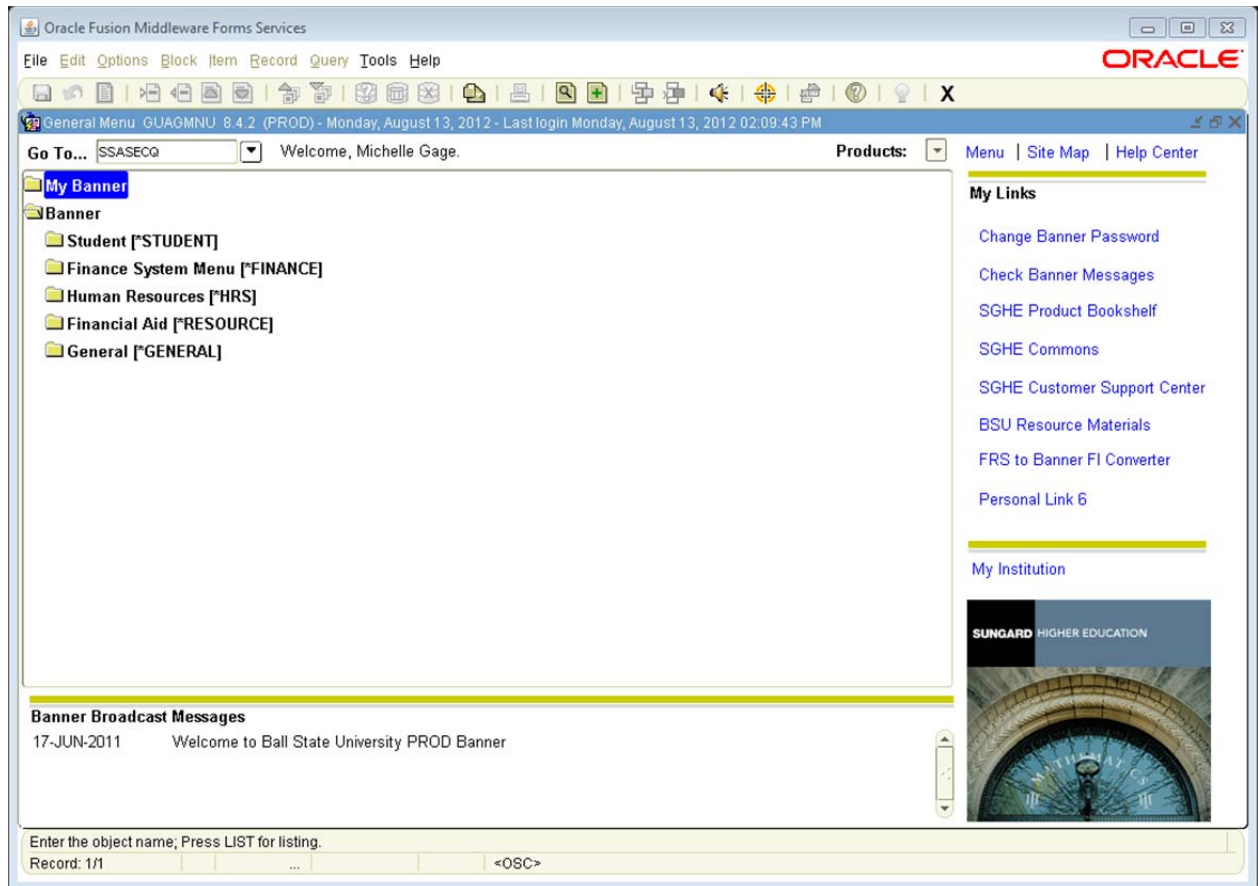 Oracle Fusion Middleware Forms Services
File Edit Options Block Item Record Query Tools Help
ORACLE
X
General Menu GUAGMNU 8.4.2 (PROD) - Monday, August 13, 2012 - Last login Monday, August 13, 2012 02:09:43 PM
Go To... SSASECQ Welcome, Michelle Gage. Products: Menu | Site Map | Help Center
My Banner
Banner
Student [*STUDENT]
Finance System Menu [*FINANCE]
Human Resources [*HRS]
Financial Aid [*RESOURCE]
General [*GENERAL]
My Links
Change Banner Password
Check Banner Messages
SGHE Product Bookshelf
SGHE Commons
SGHE Customer Support Center
BSU Resource Materials
FRS to Banner FI Converter
Personal Link 6
My Institution
SUNGARD HIGHER EDUCATION
MATHEMATICS
Banner Broadcast Messages
17-JUN-2011 Welcome to Ball State University PROD Banner
Enter the object name; Press LIST for listing.
Record: 1/1 ... <OSC>